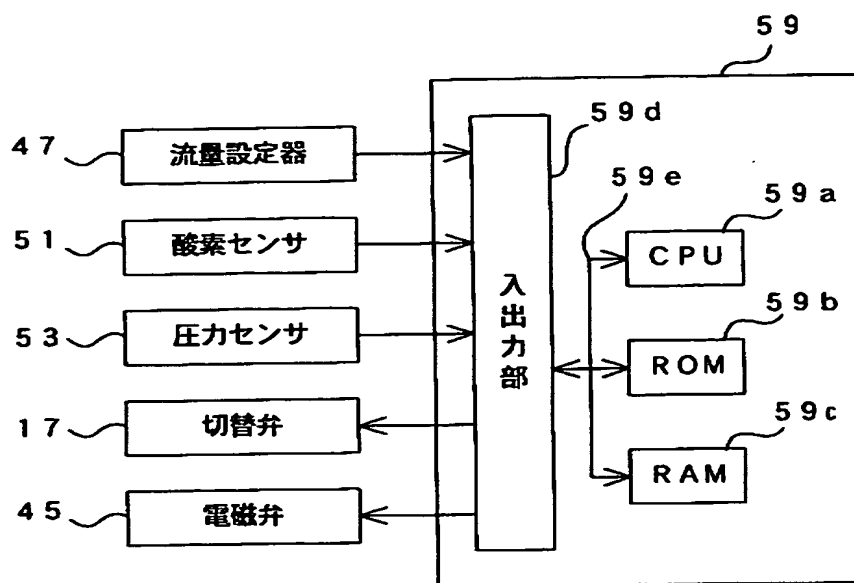 59
59d
47 流量設定器
59e
59a
CPU
51 酸素センサ
入出力部
59b
53 圧力センサ
ROM
17 切替弁
59c
RAM
45 電磁弁